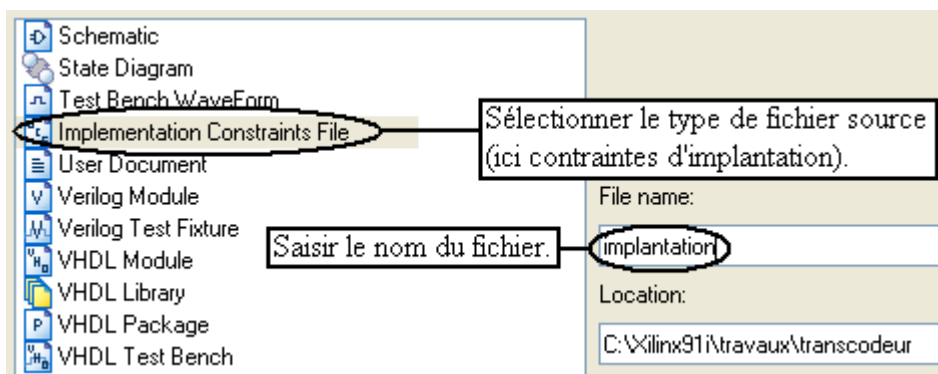 Schematic
State Diagram
Test Bench WaveForm
Implementation Constraints File
User Document
Verilog Module
Verilog Test Fixture
VHDL Module
VHDL Library
VHDL Package
VHDL Test Bench
Sélectionner le type de fichier source
(ici contraintes d'implantation).
File name:
Saisir le nom du fichier.
implantation
Location:
C:\Xilinx91i\travaux\transcodeur